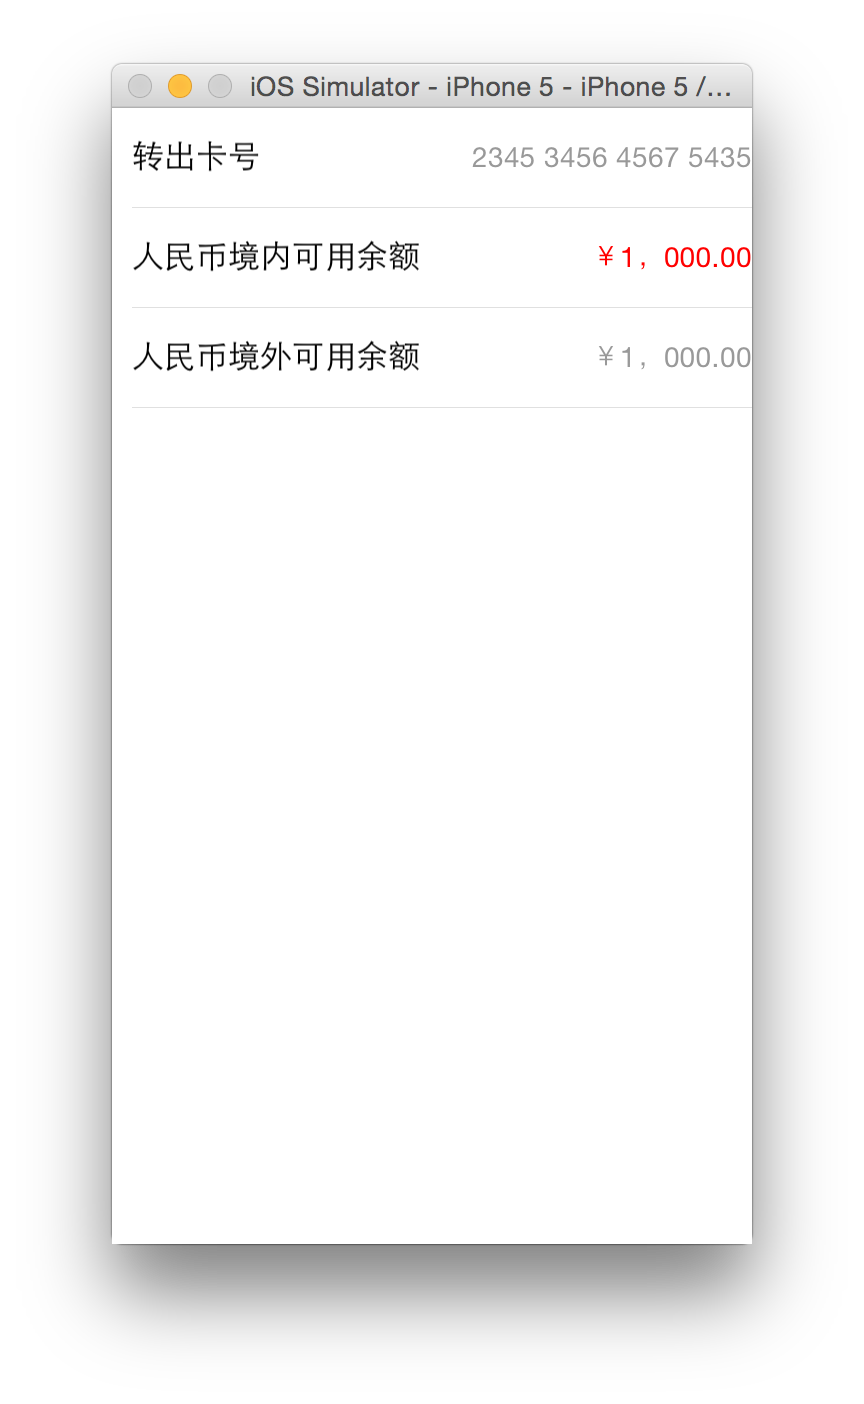 iOS Simulator - iPhone 5 - iPhone 5 /...
转出卡号 2345 3456 4567 5435
人民币境内可用余额 ¥1，000.00
人民币境外可用余额 ¥1，000.00